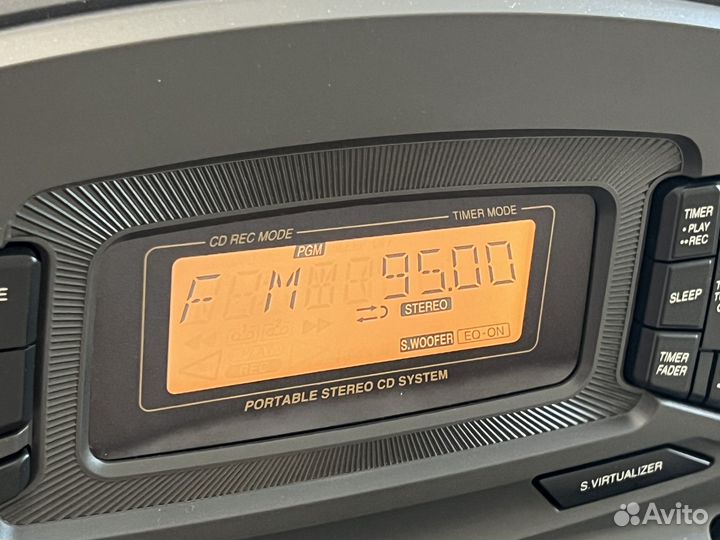 CD REC MODE
TIMER MODE
PGM
F M 95.00
STEREO
S.WOOFER EQ-ON
PORTABLE STEREO CD SYSTEM
TIMER
• PLAY
•• REC
SLEEP
TIMER
FADER
S.VIRTUALIZER
Avito